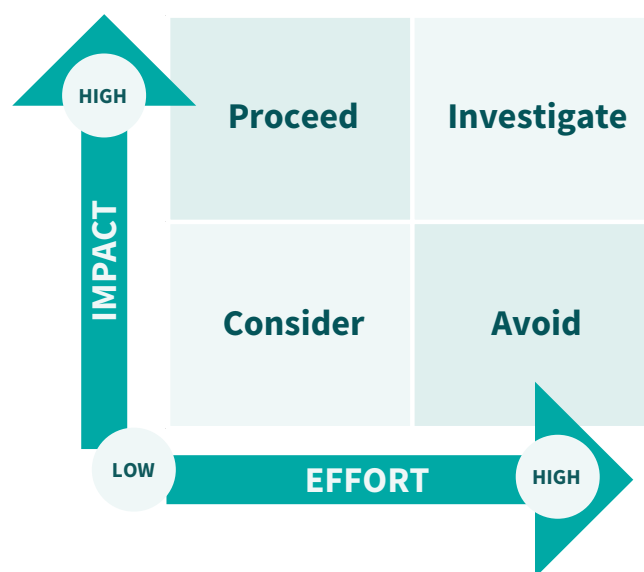 HIGH
Proceed
Investigate
IMPACT
Consider
Avoid
LOW
EFFORT
HIGH